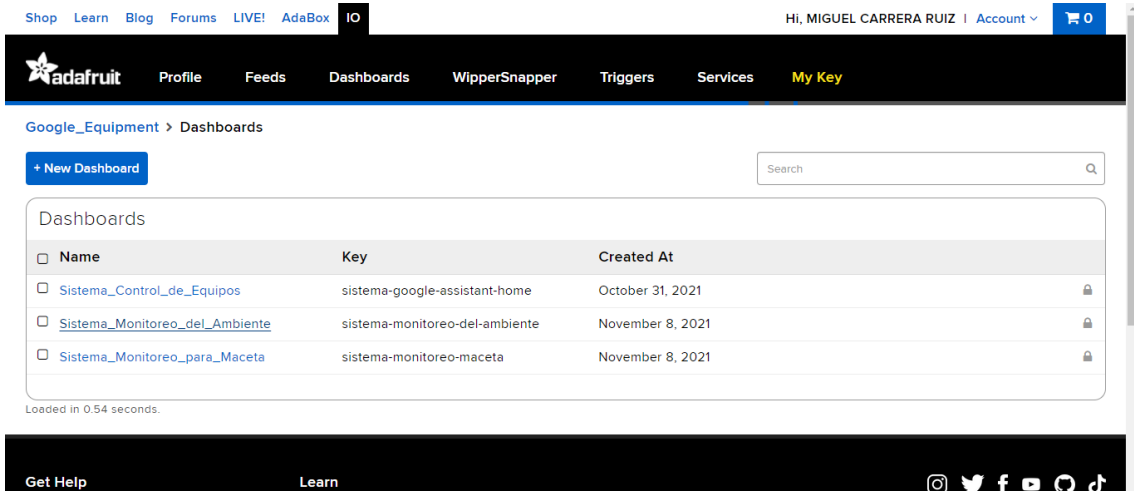 Shop Learn Blog Forums LIVE! AdaBox IO Hi, MIGUEL CARRERA RUIZ | Account 0
adafruit Profile Feeds Dashboards WipperSnapper Triggers Services My Key
Google_Equipment > Dashboards
+ New Dashboard Search
Dashboards
Name Key Created At
Sistema_Control_de_Equipos sistema-google-assistant-home October 31, 2021
Sistema_Monitoreo_del_Ambiente sistema-monitoreo-del-ambiente November 8, 2021
Sistema_Monitoreo_para_Maceta sistema-monitoreo-maceta November 8, 2021
Loaded in 0.54 seconds.
Get Help Learn